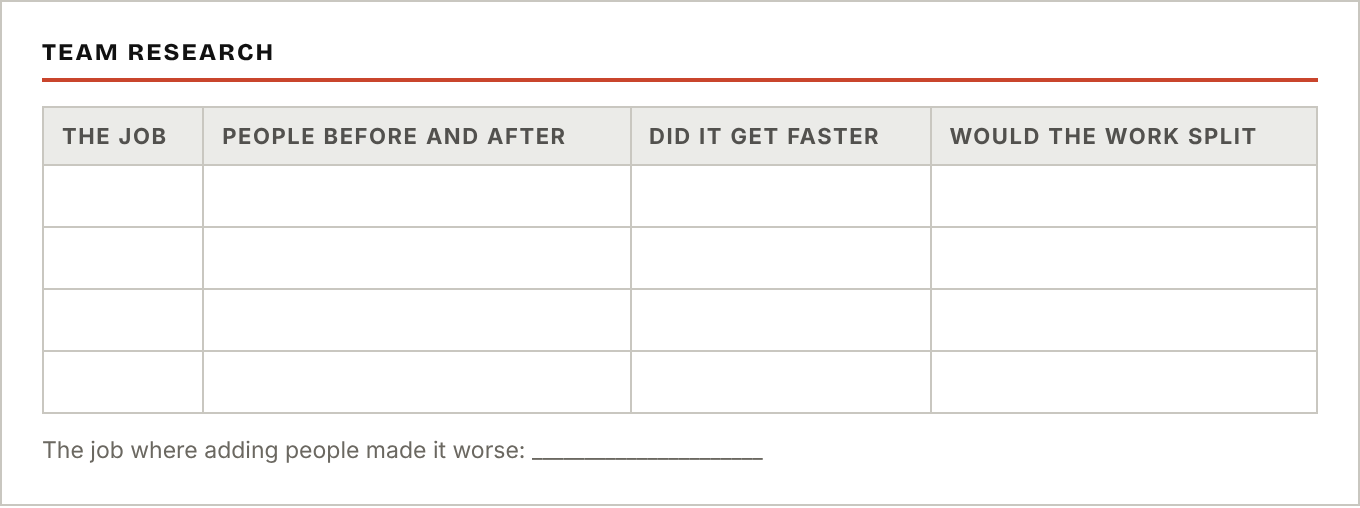 TEAM RESEARCH
THE JOB PEOPLE BEFORE AND AFTER DID IT GET FASTER WOULD THE WORK SPLIT
The job where adding people made it worse: ____________________